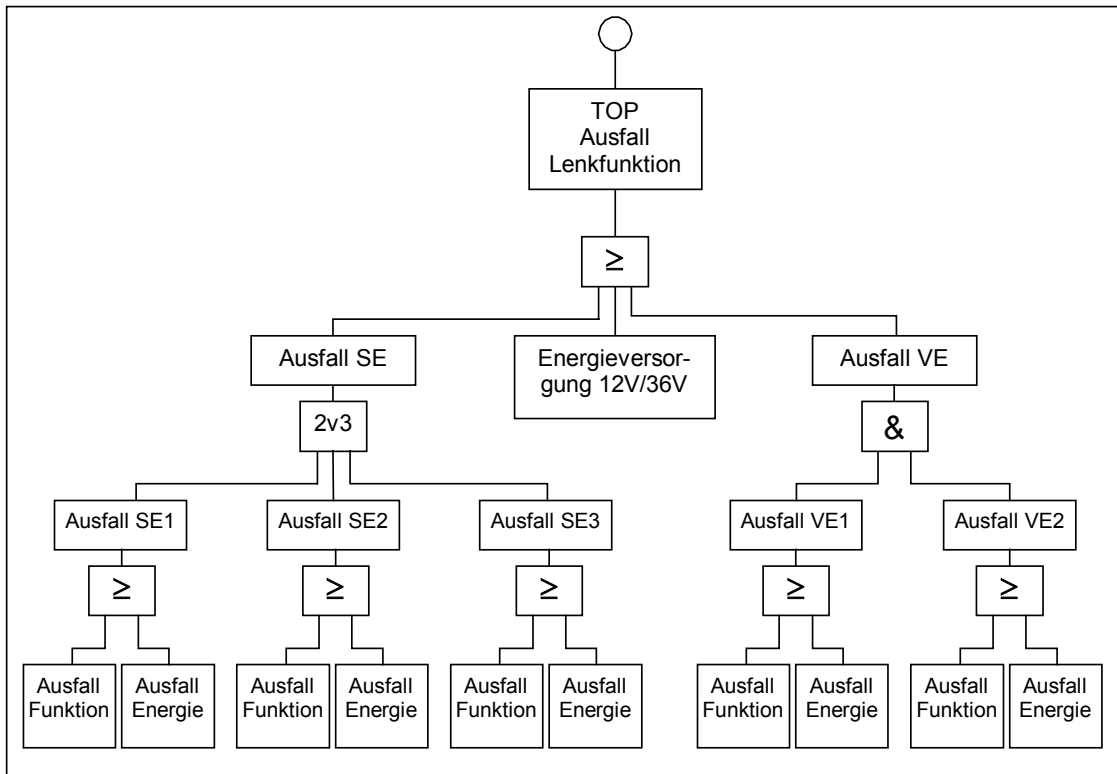 TOP
Ausfall
Lenkfunktion
≥
Ausfall SE
Energieversor-
gung 12V/36V
Ausfall VE
2v3
&
Ausfall SE1
Ausfall SE2
Ausfall SE3
Ausfall VE1
Ausfall VE2
≥
≥
≥
≥
≥
Ausfall
Funktion
Ausfall
Energie
Ausfall
Funktion
Ausfall
Energie
Ausfall
Funktion
Ausfall
Energie
Ausfall
Funktion
Ausfall
Energie
Ausfall
Funktion
Ausfall
Energie